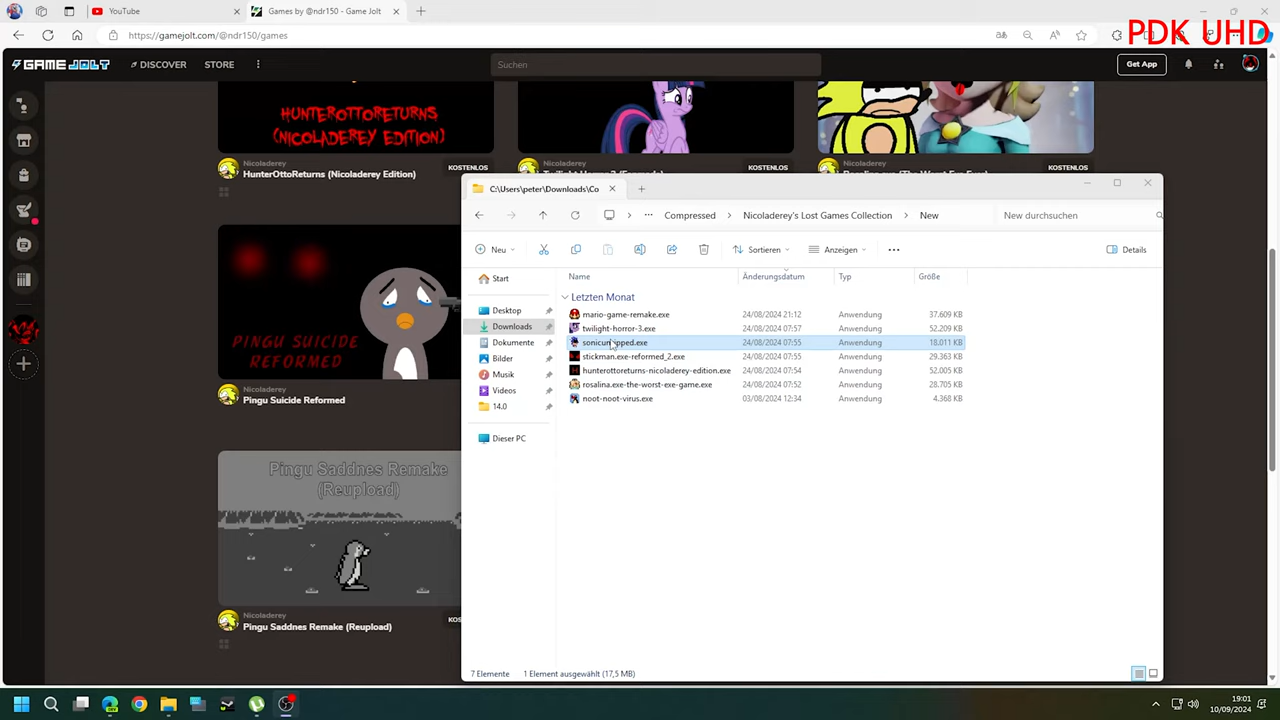 YouTube
Games by @ndr150 - Game Jolt
PDK UHD
https://gamejolt.com/@ndr150/games
GAME JOLT
DISCOVER
STORE
Suchen
Get App
HUNTEROTTORETURNS
(NICOLADEREY EDITION)
Nicoladerey
HunterOttoReturns (Nicoladerey Edition)
KOSTENLOS
Nicoladerey
KOSTENLOS
Nicoladerey
KOSTENLOS
C:\Users\peter\Downloads\Co
Compressed
Nicoladerey's Lost Games Collection
New
New durchsuchen
Neu
Sortieren
Anzeigen
Details
Start
Desktop
Downloads
Dokumente
Bilder
Musik
Videos
14.0
Dieser PC
Name
Änderungsdatum
Typ
Größe
Letzten Monat
mario-game-remake.exe 24/08/2024 21:12 Anwendung 37.609 KB
twilight-horror-3.exe 24/08/2024 07:57 Anwendung 52.209 KB
24/08/2024 07:55 Anwendung 18.011 KB
stickman.exe-reformed_2.exe 24/08/2024 07:55 Anwendung 29.363 KB
hunterottoreturns-nicoladerey-edition.exe 24/08/2024 07:54 Anwendung 52.005 KB
rosalina.exe-the-worst-exe-game.exe 24/08/2024 07:52 Anwendung 28.705 KB
noot-noot-virus.exe 03/08/2024 12:34 Anwendung 4.368 KB
PINGU SUICIDE
REFORMED
Nicoladerey
Pingu Suicide Reformed
Pingu Saddnes Remake
(Reupload)
Nicoladerey
Pingu Saddnes Remake (Reupload)
KOS
7 Elemente
1 Element ausgewählt (17,5 MB)
19:01
10/09/2024